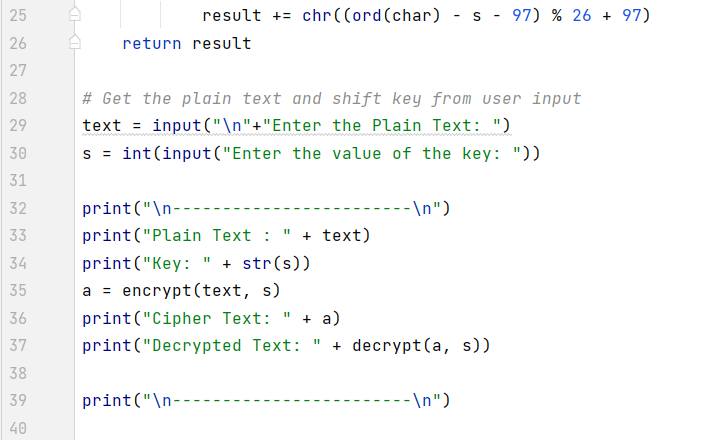 25 result += chr((ord(char) - s - 97) % 26 + 97)
26 return result
27
28 # Get the plain text and shift key from user input
29 text = input("\n"+"Enter the Plain Text: ")
30 s = int(input("Enter the value of the key: "))
31
32 print("\n------------------------\n")
33 print("Plain Text : " + text)
34 print("Key: " + str(s))
35 a = encrypt(text, s)
36 print("Cipher Text: " + a)
37 print("Decrypted Text: " + decrypt(a, s))
38
39 print("\n------------------------\n")
40